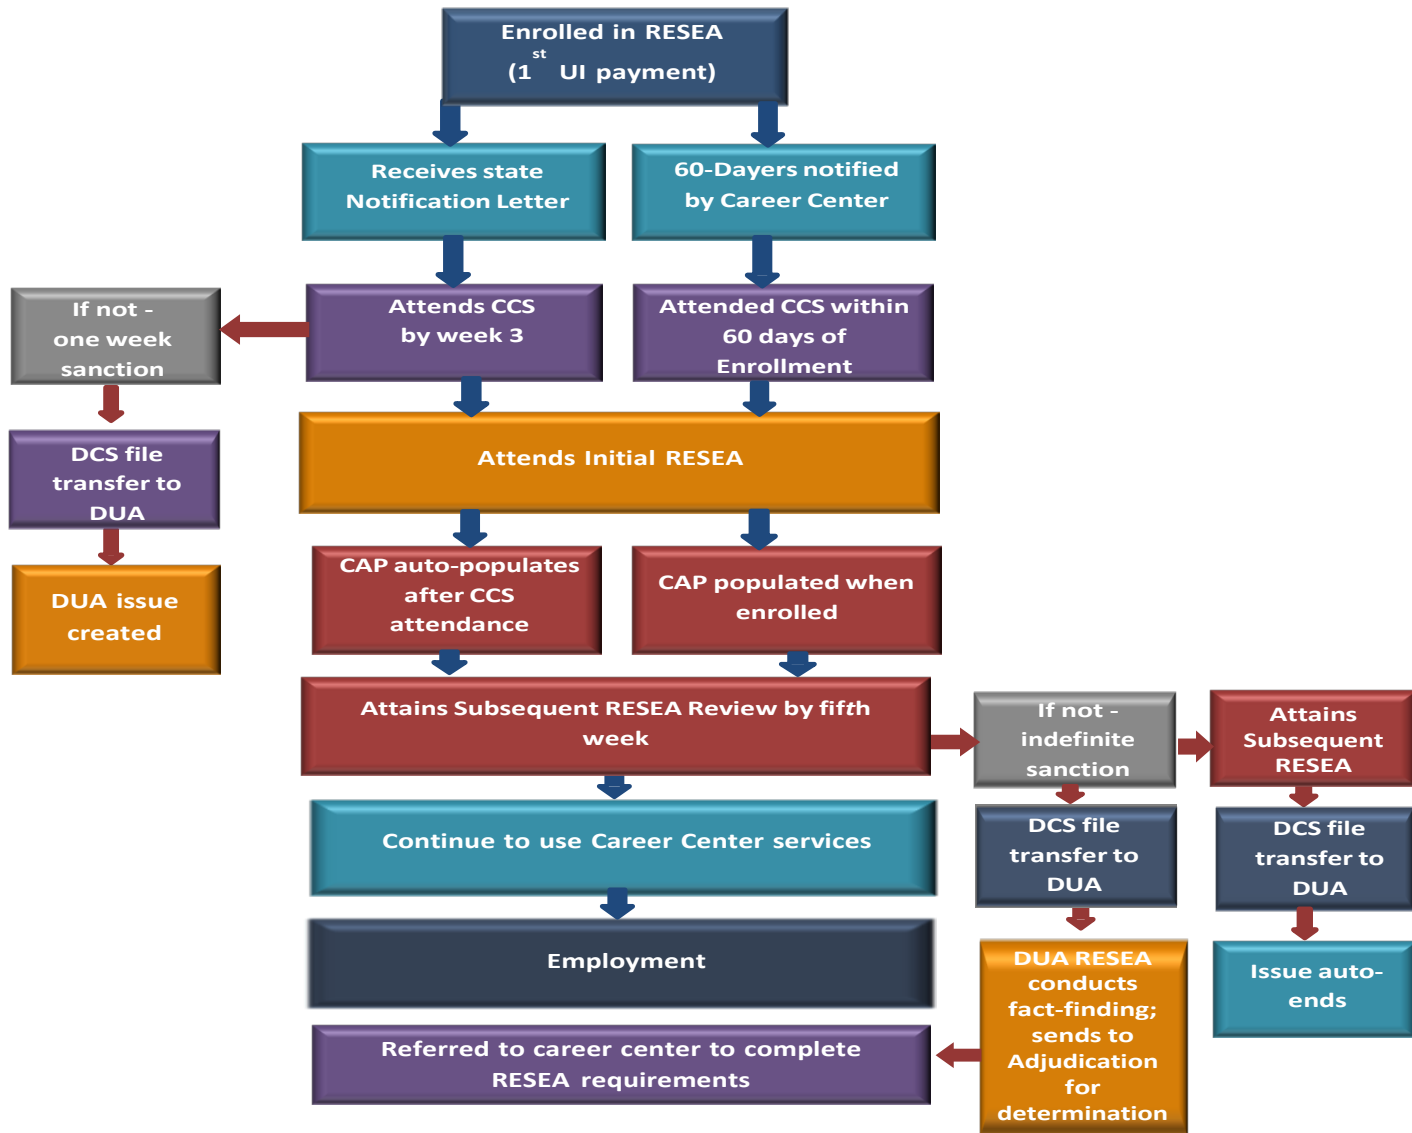 Enrolled in RESEA
(1st UI payment)
Receives state
Notification Letter
60-Dayers notified
by Career Center
If not -
one week
sanction
Attends CCS
by week 3
Attended CCS within
60 days of
Enrollment
DCS file
transfer to
DUA
Attends Initial RESEA
DUA issue
created
CAP auto-populates
after CCS
attendance
CAP populated when
enrolled
Attains Subsequent RESEA Review by fifth
week
If not -
indefinite
sanction
Attains
Subsequent
RESEA
Continue to use Career Center services
DCS file
transfer to
DUA
DCS file
transfer to
DUA
Employment
DUA RESEA
conducts
fact-finding;
sends to
Adjudication
for
determination
Issue auto-
ends
Referred to career center to complete
RESEA requirements